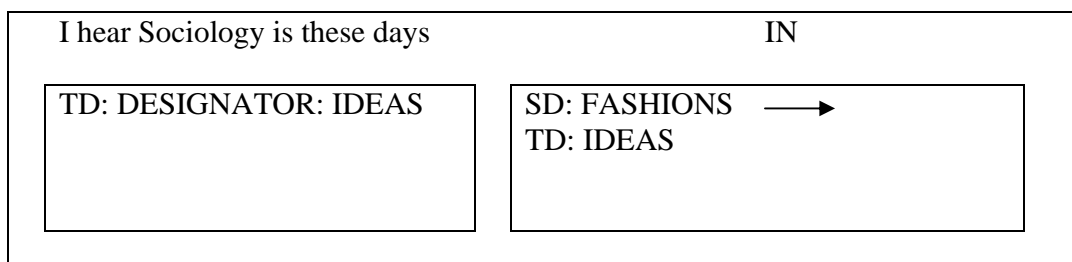 I hear Sociology is these days IN
TD: DESIGNATOR: IDEAS
SD: FASHIONS
TD: IDEAS